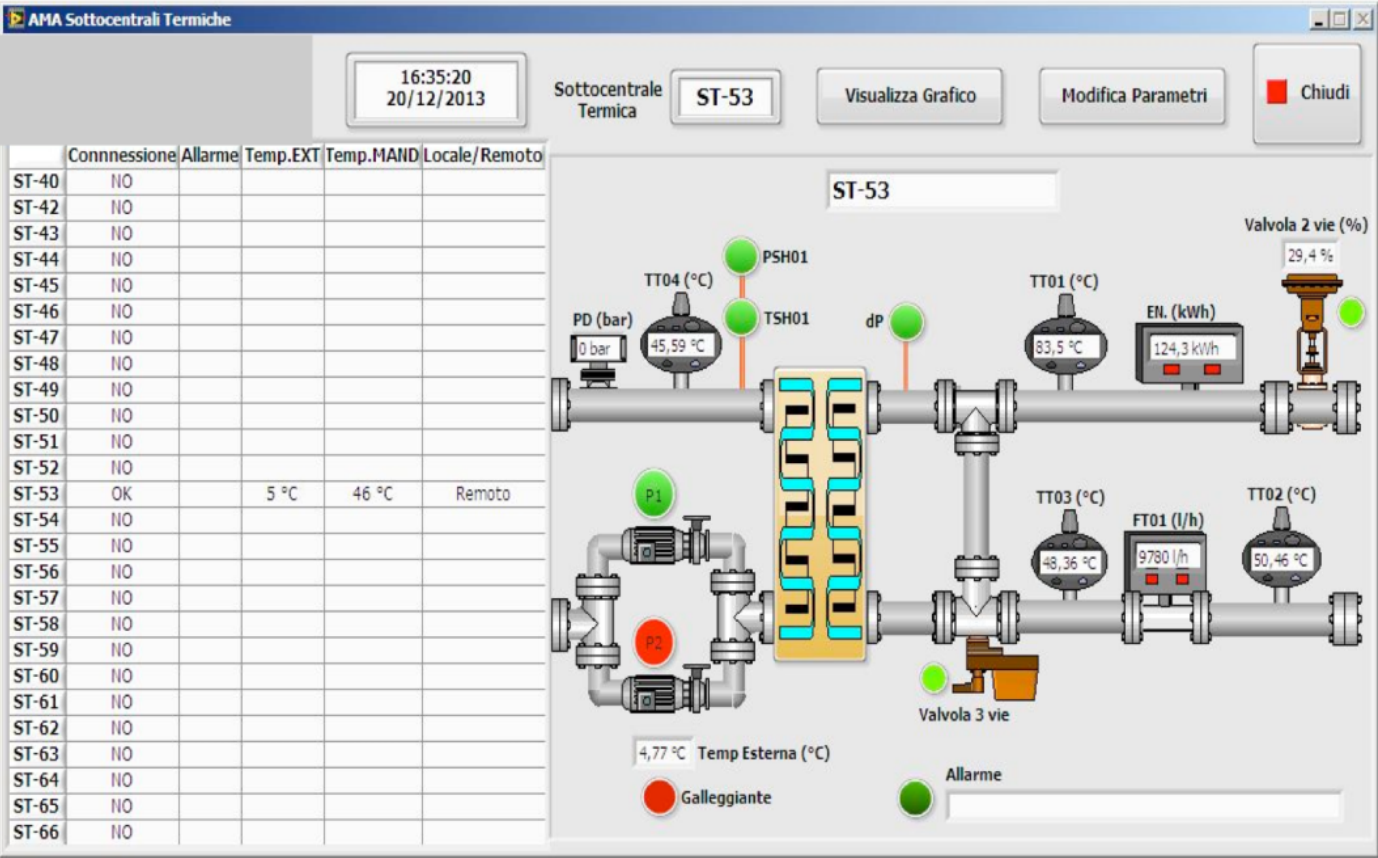 AMA Sottocentrali Termiche
16:35:20
20/12/2013
Sottocentrale
Termica
ST-53
Visualizza Grafico
Modifica Parametri
Chiudi
Connnessione Allarme Temp.EXT Temp.MAND Locale/Remoto
ST-40 NO
ST-42 NO
ST-43 NO
ST-44 NO
ST-45 NO
ST-46 NO
ST-47 NO
ST-48 NO
ST-49 NO
ST-50 NO
ST-51 NO
ST-52 NO
ST-53 OK 5 °C 46 °C Remoto
ST-54 NO
ST-55 NO
ST-56 NO
ST-57 NO
ST-58 NO
ST-59 NO
ST-60 NO
ST-61 NO
ST-62 NO
ST-63 NO
ST-64 NO
ST-65 NO
ST-66 NO
ST-53
Valvola 2 vie (%)
29,4 %
PSH01
TT04 (°C)
45,59 °C
TSH01
PD (bar)
0 bar
dP
TT01 (°C)
83,5 °C
EN. (kWh)
124,3 kWh
P1
P2
TT03 (°C)
48,36 °C
FT01 (l/h)
9780 l/h
TT02 (°C)
50,46 °C
Valvola 3 vie
4,77 °C Temp Esterna (°C)
Galleggiante
Allarme